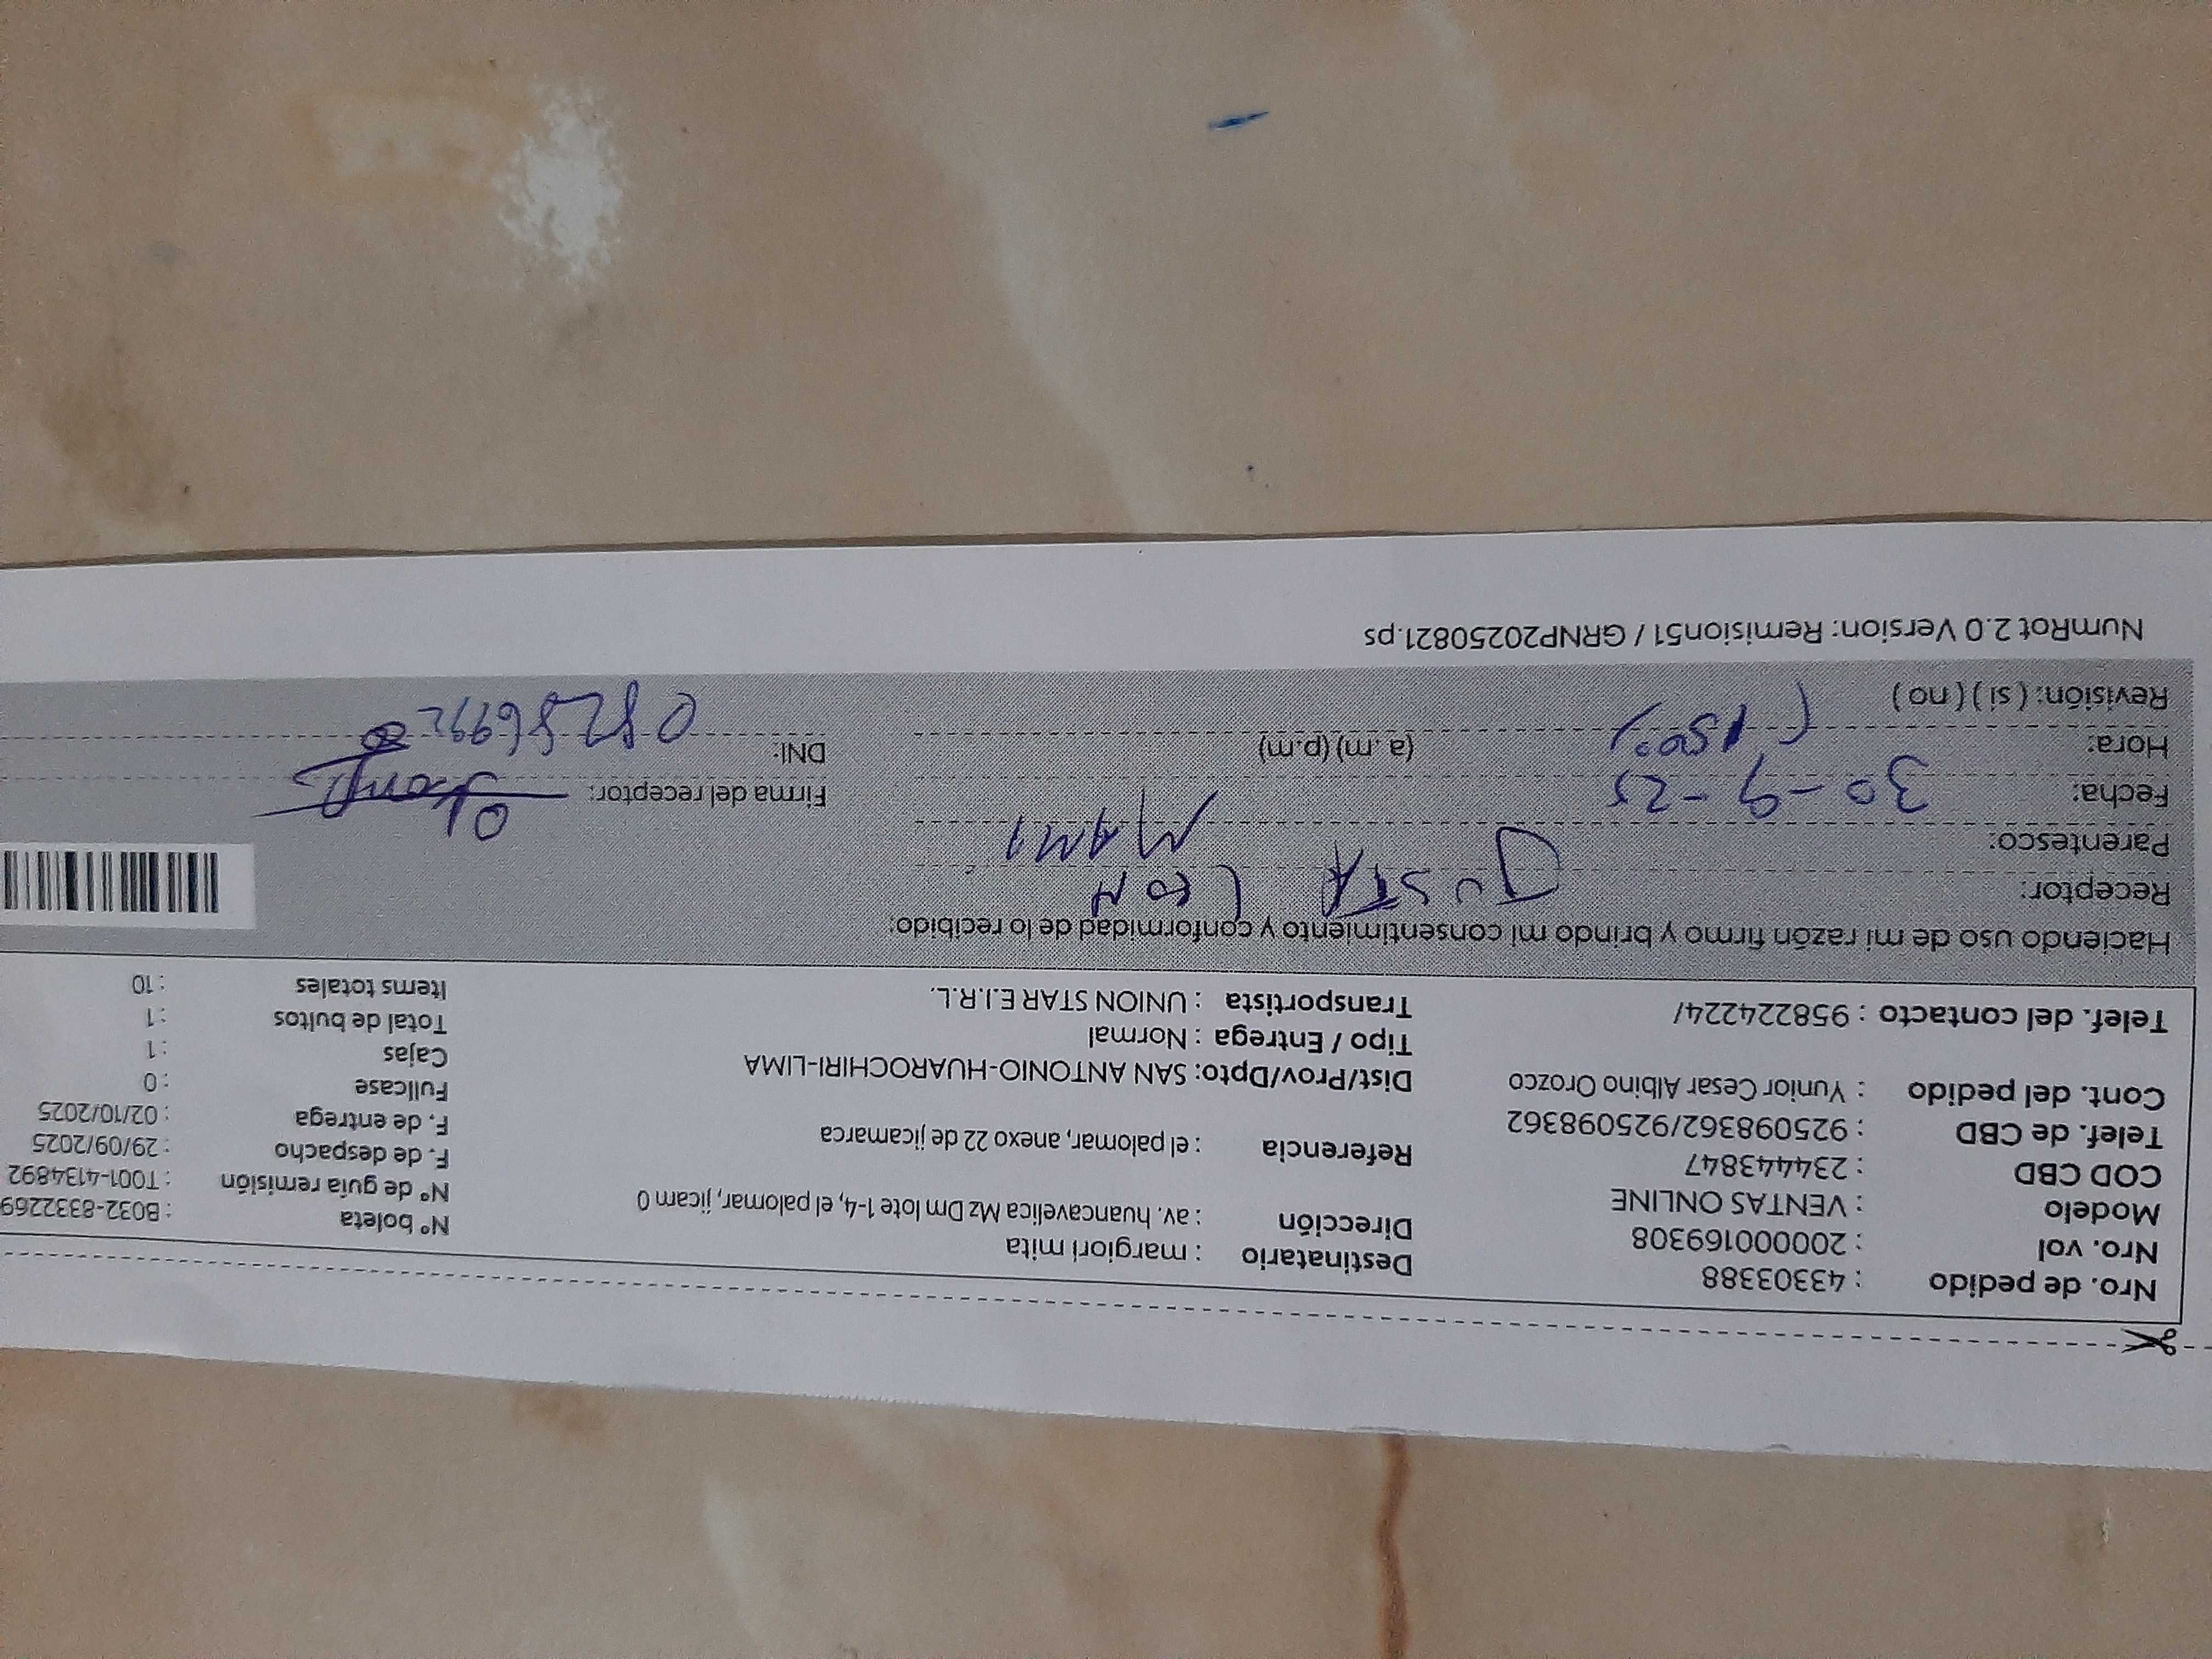 Nro. de pedido : 43303388
Nro. vol : 20000169308
Modelo : VENTAS ONLINE
COD CBD : 234443847
Telef. de CBD : 925098362/925098362
Cont. del pedido : Yunior Cesar Albino Orozco
Telef. del contacto : 958224224/
Destinatario : margiori mita
Dirección : av. huancavelica Mz Dm lote 1-4, el palomar, jicam 0
Referencia : el palomar, anexo 22 de jicamarca
Dist/Prov/Dpto: SAN ANTONIO-HUAROCHIRI-LIMA
Tipo / Entrega : Normal
Transportista : UNION STAR E.I.R.L.
N° boleta : B032-8332269
N° de guía remisión : T001-4134892
F. de despacho : 29/09/2025
F. de entrega : 02/10/2025
Fullcase : 0
Cajas : 1
Total de bultos : 1
Items totales : 10
Haciendo uso de mi razón firmo y brindo mi consentimiento y conformidad de lo recibido:
Receptor: JUSTA LEON
Parentesco: MAMI
Fecha: 30-9-25
Firma del receptor:
Hora: (a. m) (p.m)
DNI:
Revisión: ( si ) ( no )
NumRot 2.0 Version: Remision51 / GRNP20250821.ps